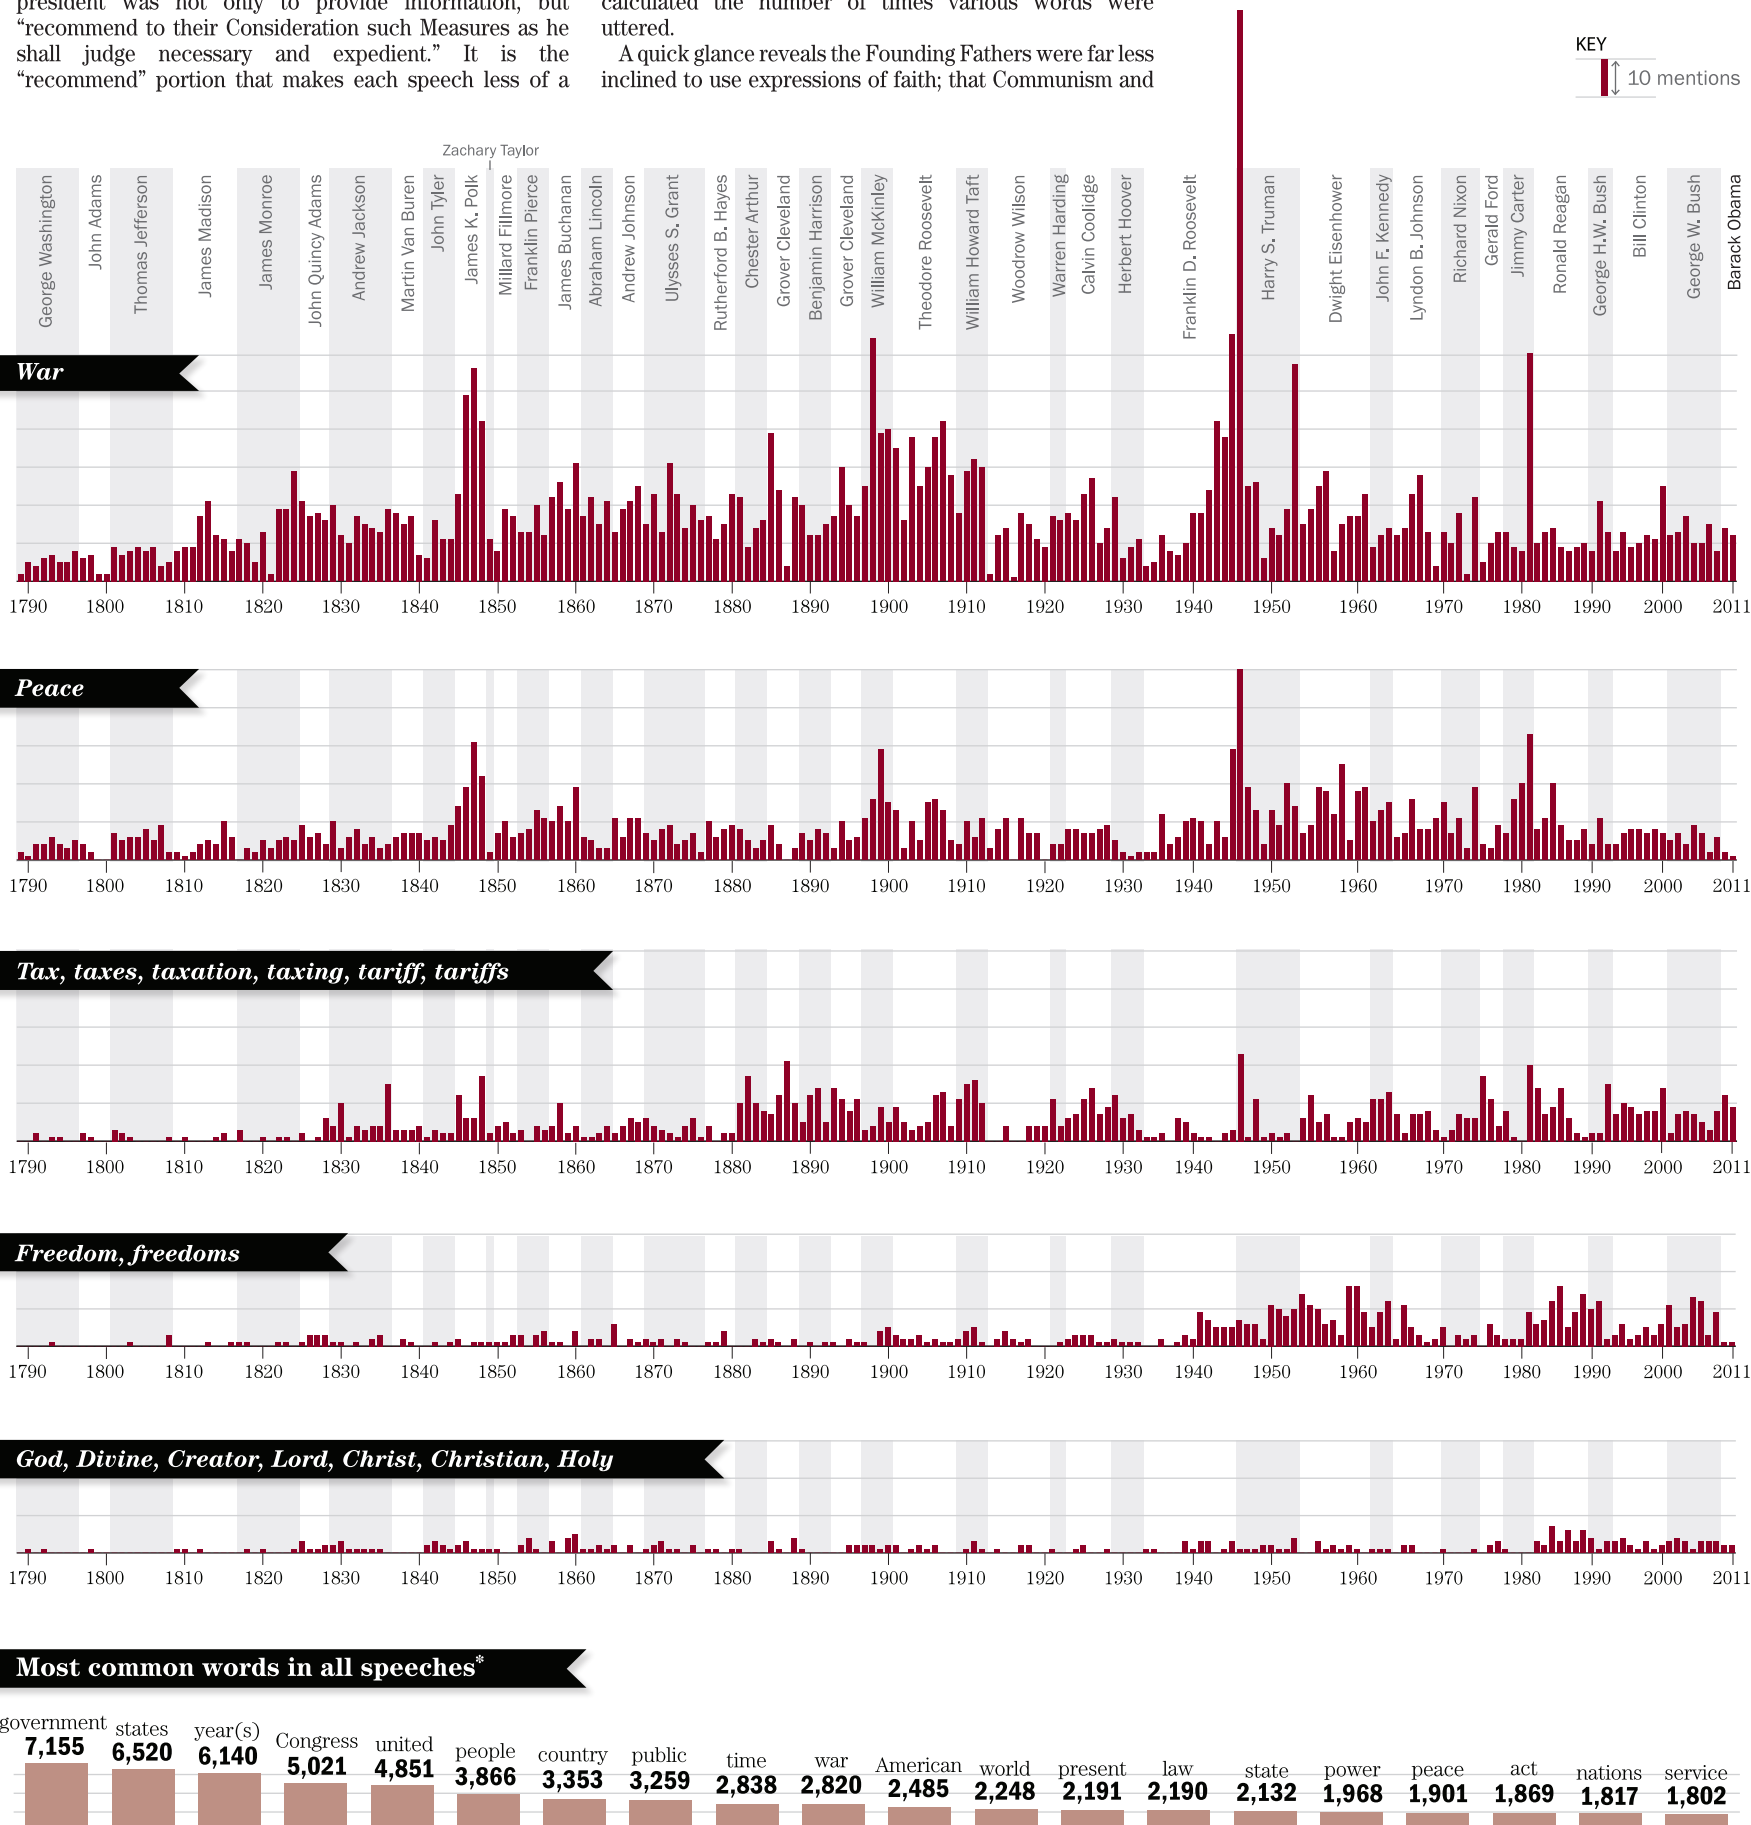 president was not only to provide information, but
“recommend to their Consideration such Measures as he
shall judge necessary and expedient.” It is the
“recommend” portion that makes each speech less of a
calculated the number of times various words were
uttered.
A quick glance reveals the Founding Fathers were far less
inclined to use expressions of faith; that Communism and
KEY
10 mentions
Zachary Taylor
George Washington
John Adams
Thomas Jefferson
James Madison
James Monroe
John Quincy Adams
Andrew Jackson
Martin Van Buren
John Tyler
James K. Polk
Millard Fillmore
Franklin Pierce
James Buchanan
Abraham Lincoln
Andrew Johnson
Ulysses S. Grant
Rutherford B. Hayes
Chester Arthur
Grover Cleveland
Benjamin Harrison
Grover Cleveland
William McKinley
Theodore Roosevelt
William Howard Taft
Woodrow Wilson
Warren Harding
Calvin Coolidge
Herbert Hoover
Franklin D. Roosevelt
Harry S. Truman
Dwight Eisenhower
John F. Kennedy
Lyndon B. Johnson
Richard Nixon
Gerald Ford
Jimmy Carter
Ronald Reagan
George H.W. Bush
Bill Clinton
George W. Bush
Barack Obama
War
1790 1800 1810 1820 1830 1840 1850 1860 1870 1880 1890 1900 1910 1920 1930 1940 1950 1960 1970 1980 1990 2000 2011
Peace
1790 1800 1810 1820 1830 1840 1850 1860 1870 1880 1890 1900 1910 1920 1930 1940 1950 1960 1970 1980 1990 2000 2011
Tax, taxes, taxation, taxing, tariff, tariffs
1790 1800 1810 1820 1830 1840 1850 1860 1870 1880 1890 1900 1910 1920 1930 1940 1950 1960 1970 1980 1990 2000 2011
Freedom, freedoms
1790 1800 1810 1820 1830 1840 1850 1860 1870 1880 1890 1900 1910 1920 1930 1940 1950 1960 1970 1980 1990 2000 2011
God, Divine, Creator, Lord, Christ, Christian, Holy
1790 1800 1810 1820 1830 1840 1850 1860 1870 1880 1890 1900 1910 1920 1930 1940 1950 1960 1970 1980 1990 2000 2011
Most common words in all speeches*
government
7,155
states
6,520
year(s)
6,140
Congress
5,021
united
4,851
people
3,866
country
3,353
public
3,259
time
2,838
war
2,820
American
2,485
world
2,248
present
2,191
law
2,190
state
2,132
power
1,968
peace
1,901
act
1,869
nations
1,817
service
1,802